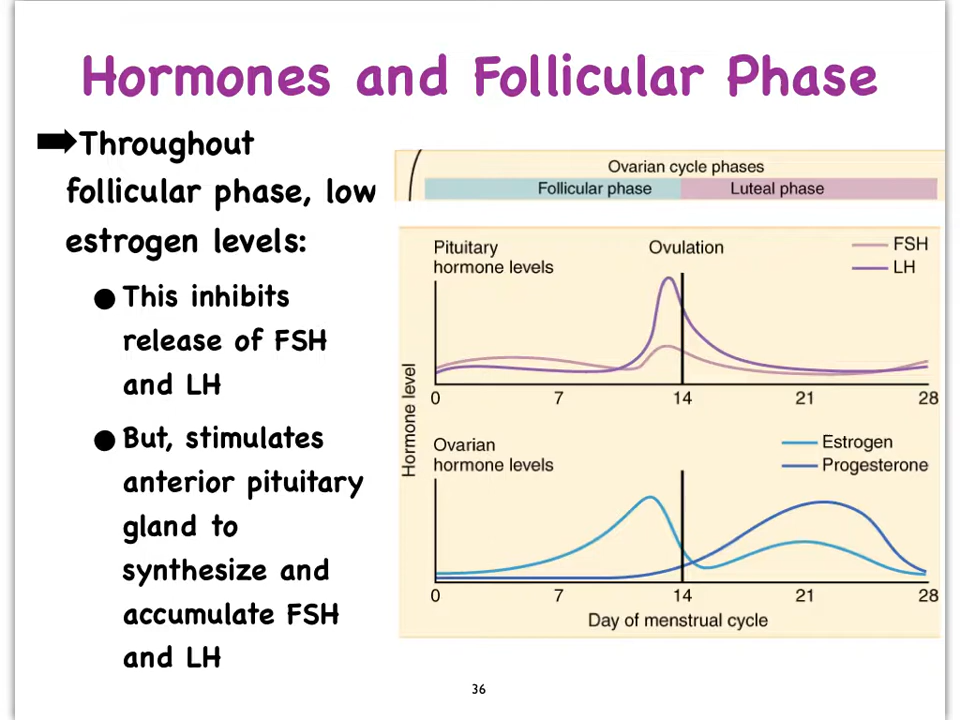 Hormones and Follicular Phase
Throughout
follicular phase, low
estrogen levels:
This inhibits
release of FSH
and LH
But, stimulates
anterior pituitary
gland to
synthesize and
accumulate FSH
and LH
Ovarian cycle phases
Follicular phase
Luteal phase
Pituitary
hormone levels
Ovulation
FSH
LH
0 7 14 21 28
Hormone level
Ovarian
hormone levels
Estrogen
Progesterone
0 7 14 21 28
Day of menstrual cycle
36